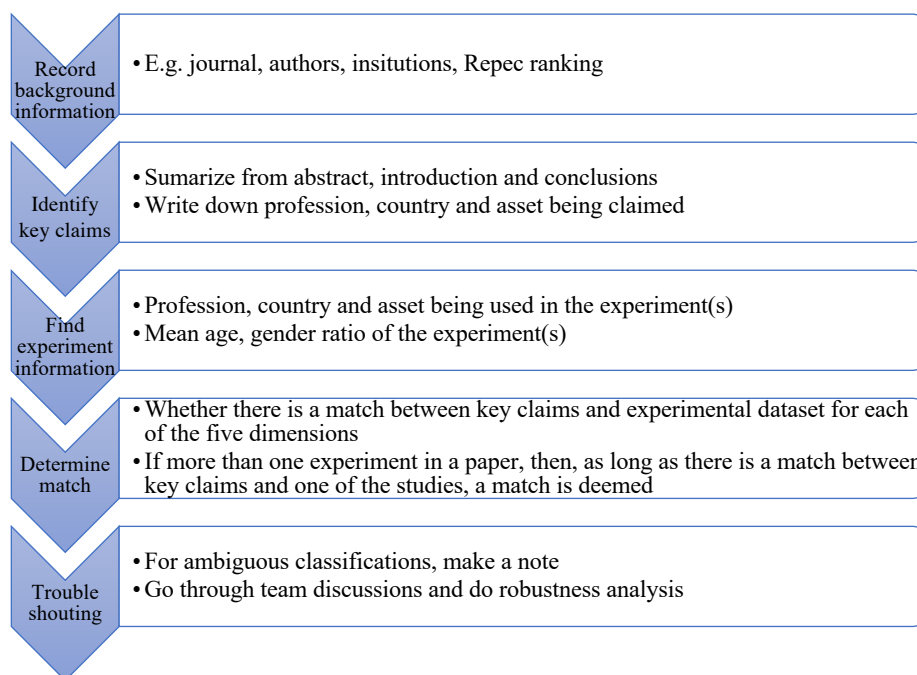 Record
background
information
• E.g. journal, authors, insitutions, Repec ranking
Identify
key claims
• Sumarize from abstract, introduction and conclusions
• Write down profession, country and asset being claimed
Find
experiment
information
• Profession, country and asset being used in the experiment(s)
• Mean age, gender ratio of the experiment(s)
Determine
match
• Whether there is a match between key claims and experimental dataset for each
of the five dimensions
• If more than one experiment in a paper, then, as long as there is a match between
key claims and one of the studies, a match is deemed
Trouble
shouting
• For ambiguous classifications, make a note
• Go through team discussions and do robustness analysis